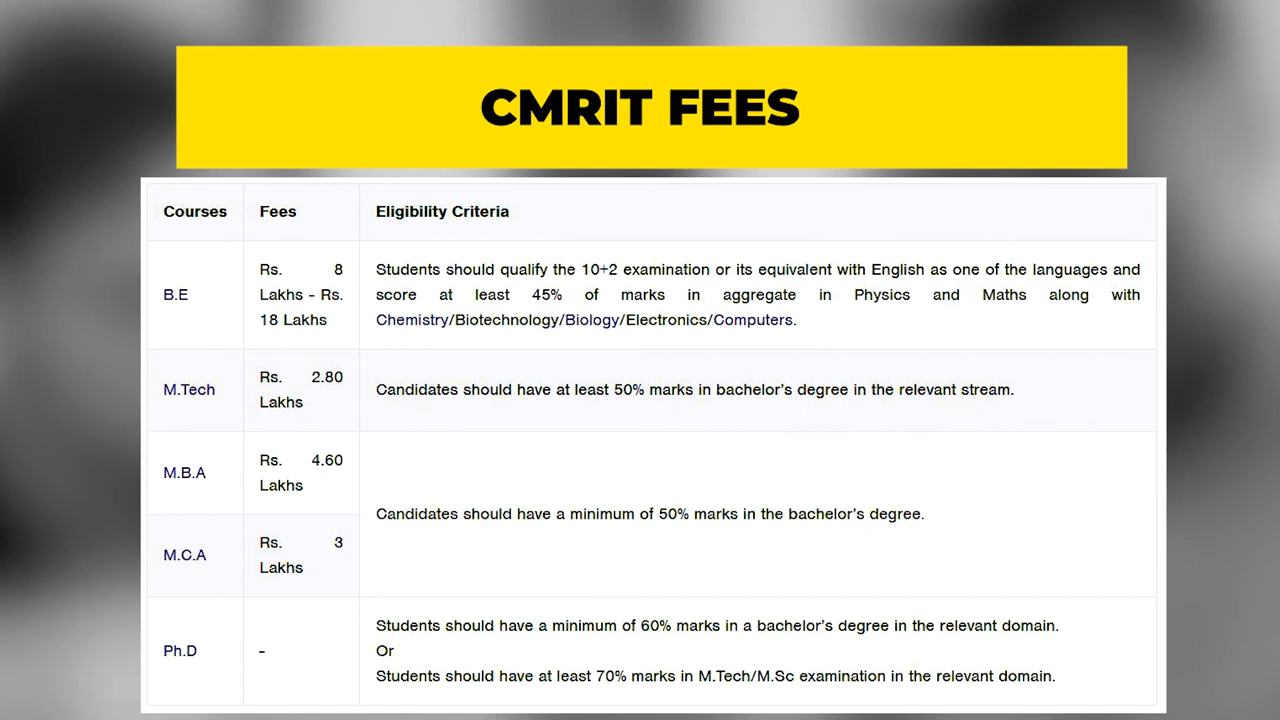 CMRIT FEES
Courses Fees Eligibility Criteria
B.E
Rs. 8
Lakhs - Rs.
18 Lakhs
Students should qualify the 10+2 examination or its equivalent with English as one of the languages and
score at least 45% of marks in aggregate in Physics and Maths along with
Chemistry/Biotechnology/Biology/Electronics/Computers.
M.Tech
Rs. 2.80
Lakhs
Candidates should have at least 50% marks in bachelor's degree in the relevant stream.
M.B.A
Rs. 4.60
Lakhs
Candidates should have a minimum of 50% marks in the bachelor's degree.
M.C.A
Rs. 3
Lakhs
Ph.D
-
Students should have a minimum of 60% marks in a bachelor's degree in the relevant domain.
Or
Students should have at least 70% marks in M.Tech/M.Sc examination in the relevant domain.